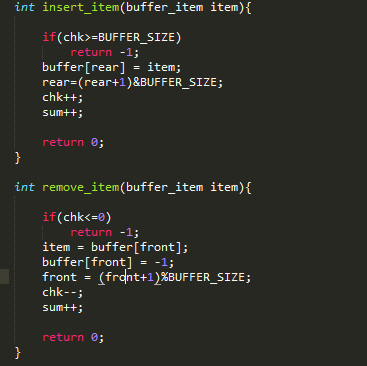 int insert_item(buffer_item item){
if(chk>=BUFFER_SIZE)
return -1;
buffer[rear] = item;
rear=(rear+1)&BUFFER_SIZE;
chk++;
sum++;
return 0;
}
int remove_item(buffer_item item){
if(chk<=0)
return -1;
item = buffer[front];
buffer[front] = -1;
front = (front+1)%BUFFER_SIZE;
chk--;
sum++;
return 0;
}